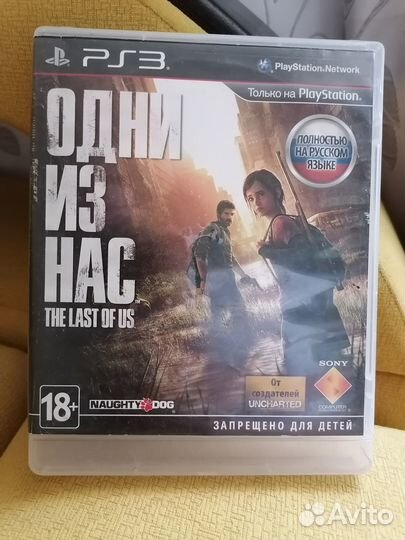 PS3
PlayStation®Network
Только на PlayStation®
ПОЛНОСТЬЮ
НА РУССКОМ
ЯЗЫКЕ
ОДНИ
ИЗ
НАС
THE LAST OF US
18+
NAUGHTY DOG
От
создателей
UNCHARTED
SONY
COMPUTER
ЗАПРЕЩЕНО ДЛЯ ДЕТЕЙ
Avito